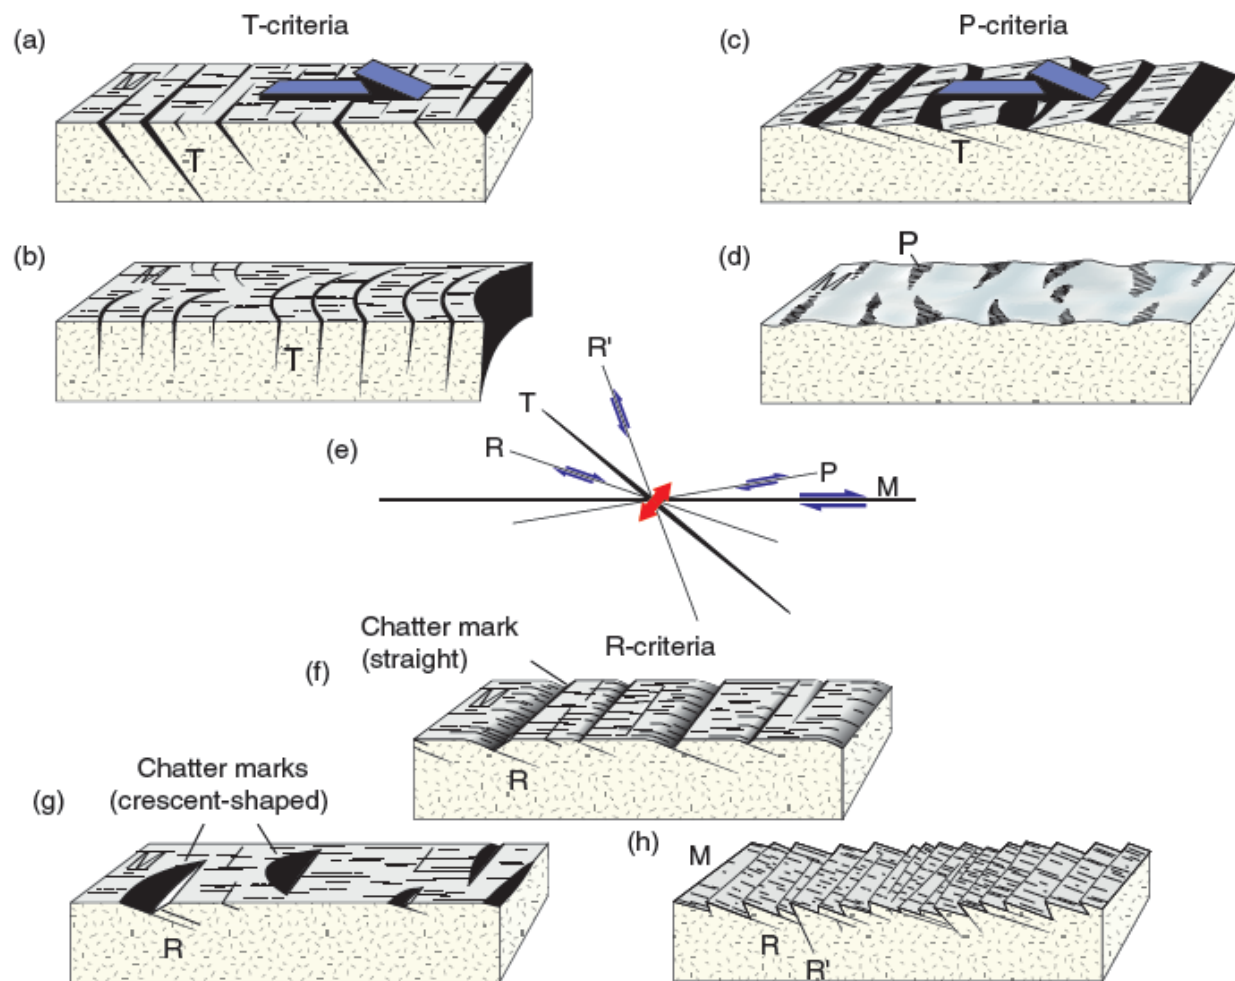 T-criteria
(a)
M
T
P-criteria
(c)
P
T
(b)
M
T
(d)
P
M
(e)
R'
T
R
P
M
Chatter mark
(straight)
R-criteria
(f)
M
R
Chatter marks
(crescent-shaped)
(g)
M
R
(h)
M
R
R'